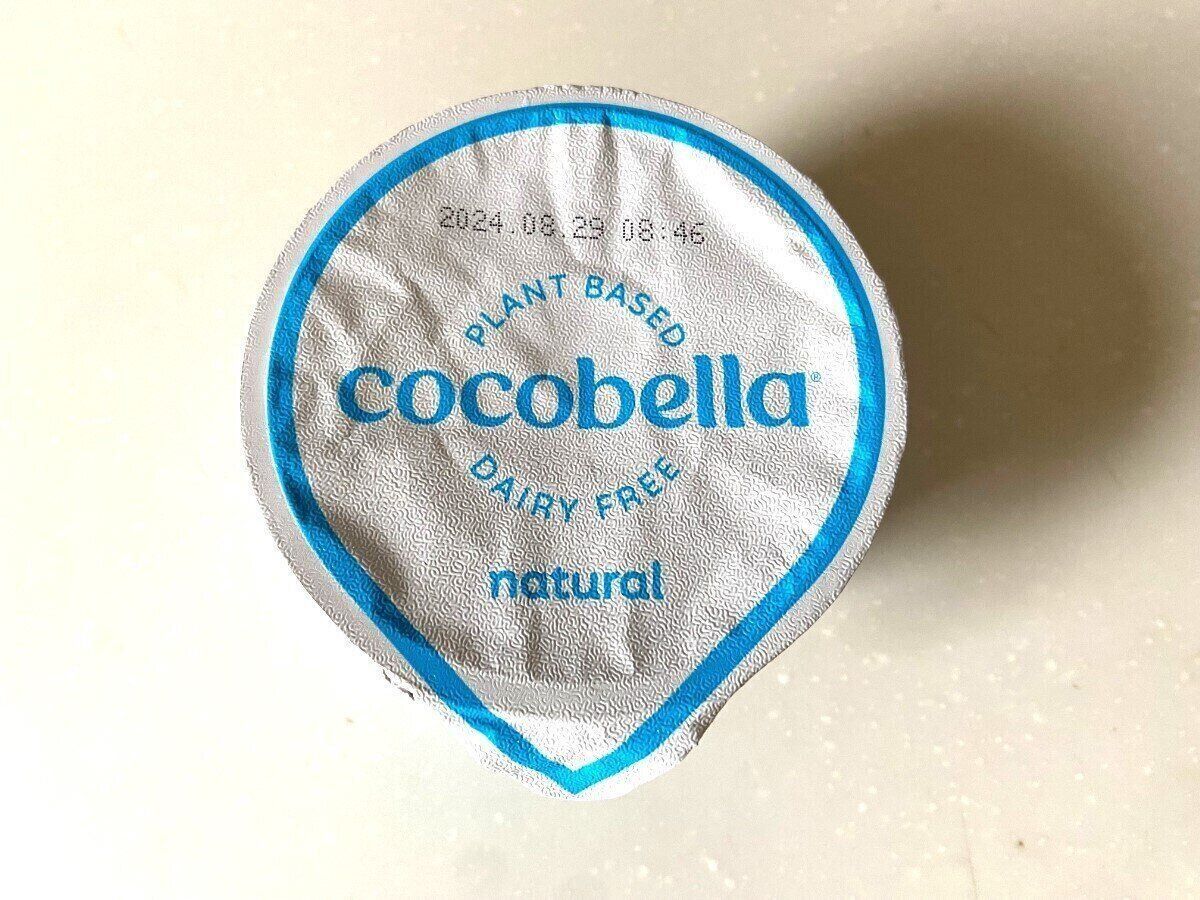 2024.08.29 08:46
PLANT BASED
cocobella®
DAIRY FREE
natural